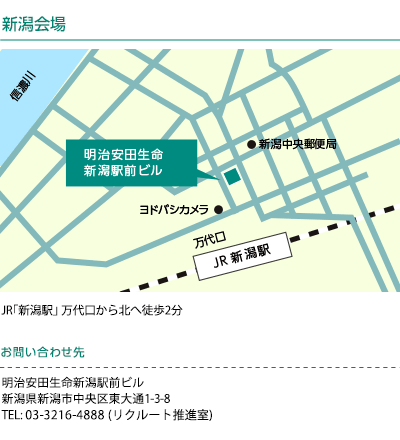 新潟会場
信濃川
明治安田生命
新潟駅前ビル
新潟中央郵便局
ヨドバシカメラ
万代口
JR 新潟駅
JR「新潟駅」 万代口から北へ徒歩2分
お問い合わせ先
明治安田生命新潟駅前ビル
新潟県新潟市中央区東大通1-3-8
TEL: 03-3216-4888 (リクルート推進室)